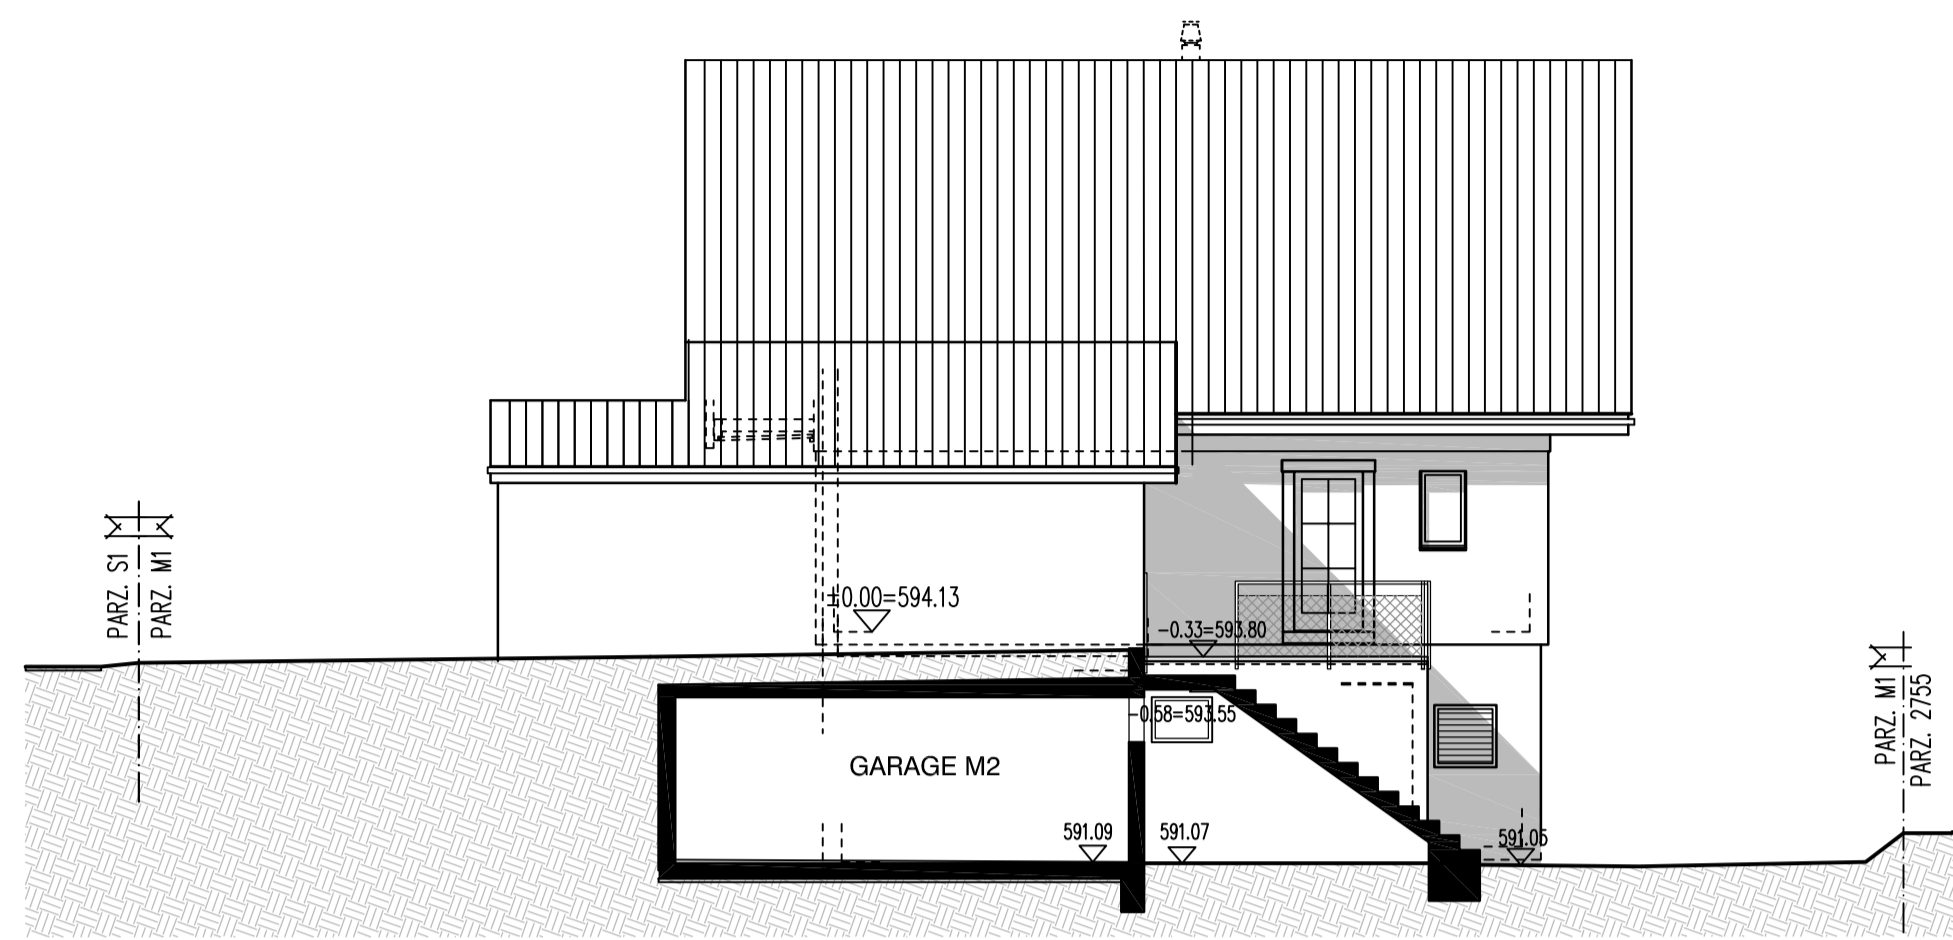 PARZ. S1
PARZ. M1
±0.00=594.13
-0.33=593.80
-0.58=593.55
GARAGE M2
591.09
591.07
591.05
PARZ. M1
PARZ. 2755